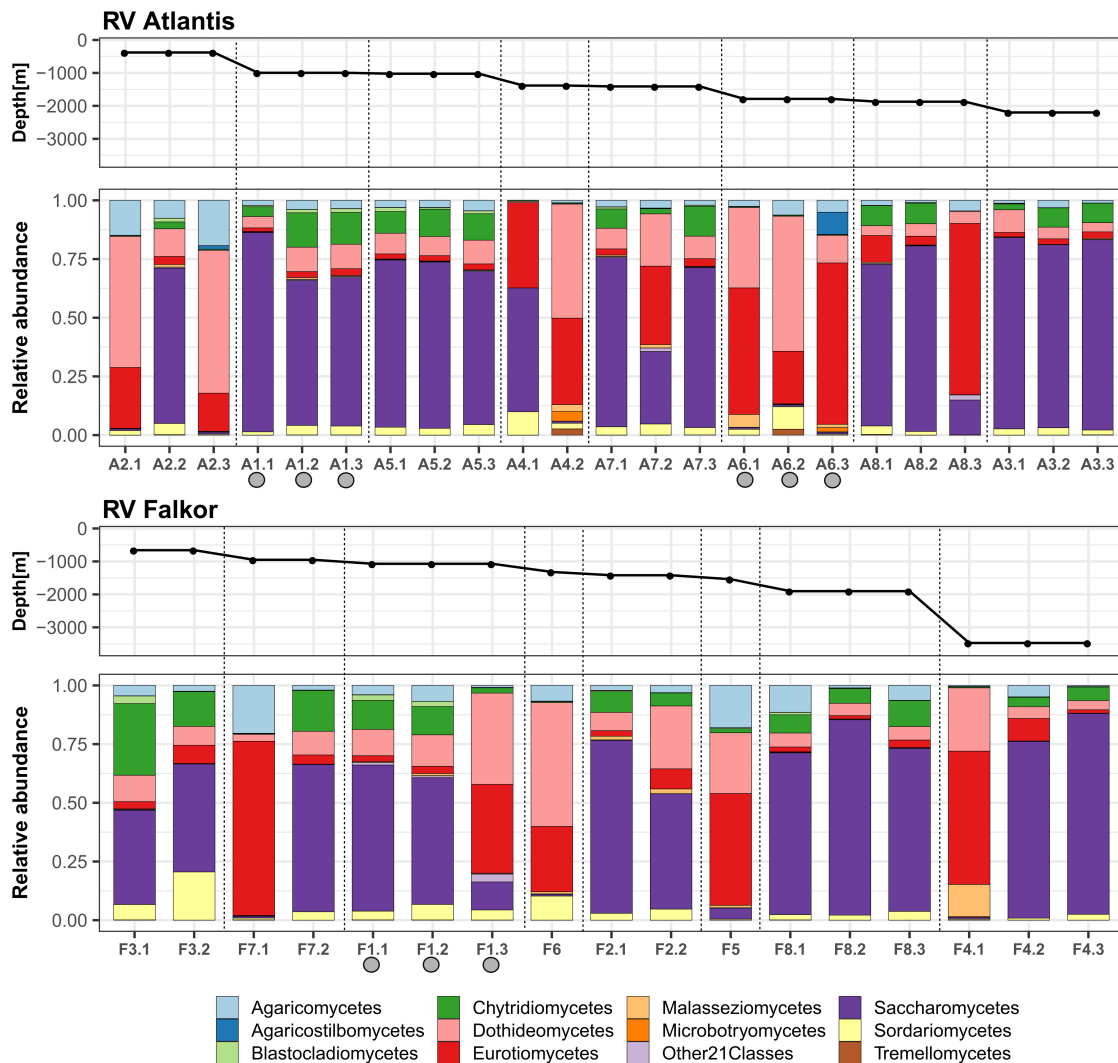 RV Atlantis
Depth[m]
0
−1000
−2000
−3000
Relative abundance
1.00
0.75
0.50
0.25
0.00
A2.1 A2.2 A2.3 A1.1 A1.2 A1.3 A5.1 A5.2 A5.3 A4.1 A4.2 A7.1 A7.2 A7.3 A6.1 A6.2 A6.3 A8.1 A8.2 A8.3 A3.1 A3.2 A3.3
RV Falkor
Depth[m]
0
−1000
−2000
−3000
Relative abundance
1.00
0.75
0.50
0.25
0.00
F3.1 F3.2 F7.1 F7.2 F1.1 F1.2 F1.3 F6 F2.1 F2.2 F5 F8.1 F8.2 F8.3 F4.1 F4.2 F4.3
Agaricomycetes Chytridiomycetes Malasseziomycetes Saccharomycetes
Agaricostilbomycetes Dothideomycetes Microbotryomycetes Sordariomycetes
Blastocladiomycetes Eurotiomycetes Other21Classes Tremellomycetes